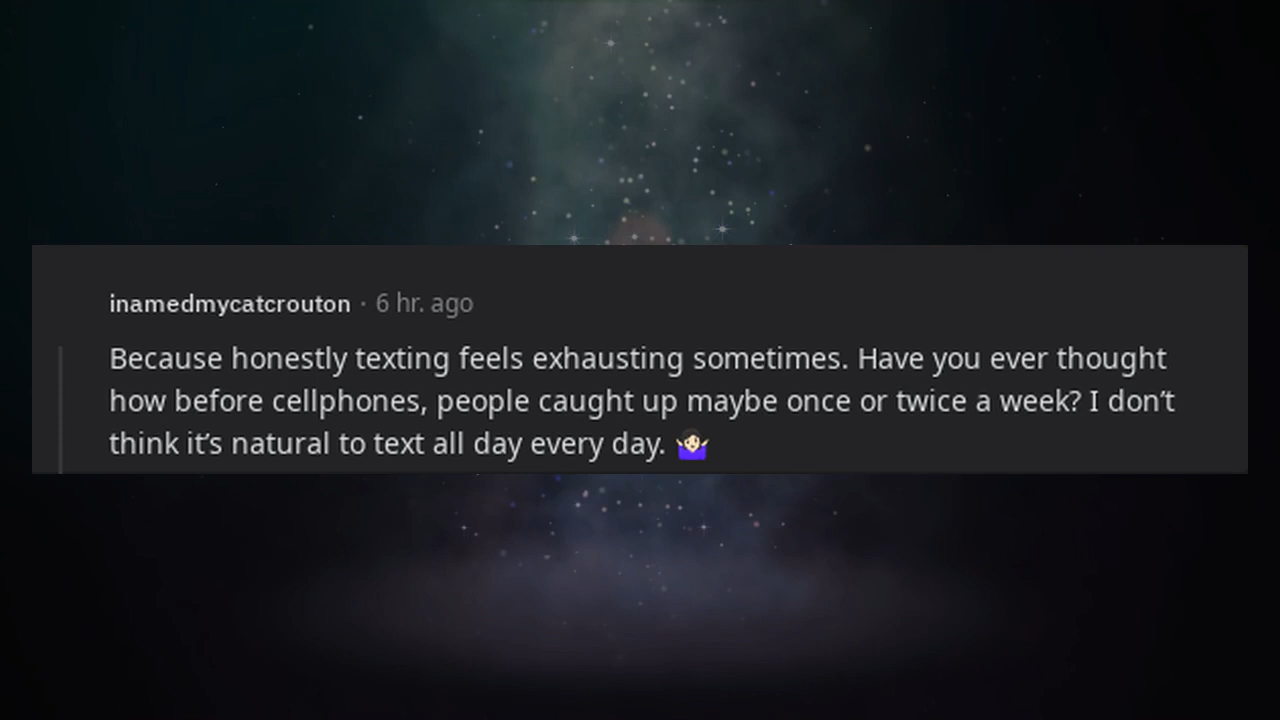 inamedmycatcrouton · 6 hr. ago
Because honestly texting feels exhausting sometimes. Have you ever thought
how before cellphones, people caught up maybe once or twice a week? I don’t
think it’s natural to text all day every day. 🤷🏻‍♀️